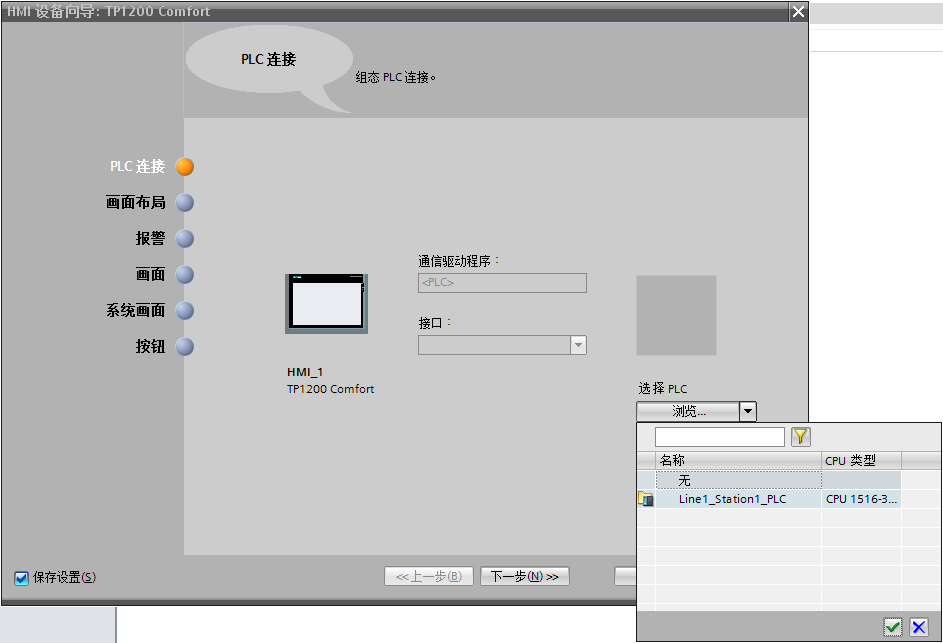 HMI 设备向导: TP1200 Comfort
PLC 连接
组态 PLC 连接。
PLC 连接
画面布局
报警
画面
系统画面
按钮
通信驱动程序：
<PLC>
接口：
HMI_1
TP1200 Comfort
选择 PLC
浏览...
名称 CPU 类型
无
Line1_Station1_PLC CPU 1516-3...
保存设置(S)
<<上一步(B)
下一步(N) >>